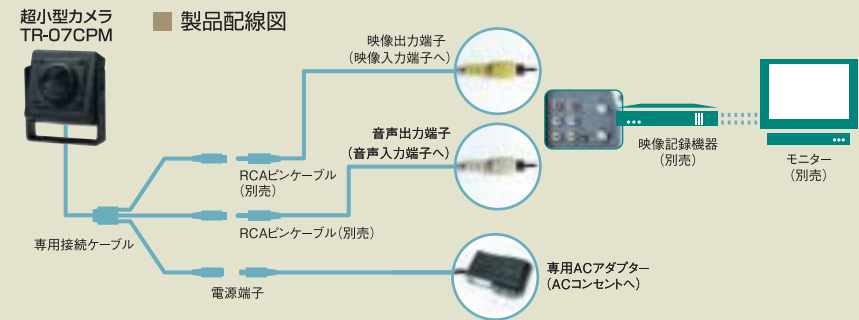 超小型カメラ
TR-07CPM
■ 製品配線図
映像出力端子
(映像入力端子へ)
音声出力端子
(音声入力端子へ)
RCAピンケーブル
(別売)
RCAピンケーブル(別売)
専用接続ケーブル
電源端子
専用ACアダプター
(ACコンセントへ)
映像記録機器
(別売)
モニター
(別売)